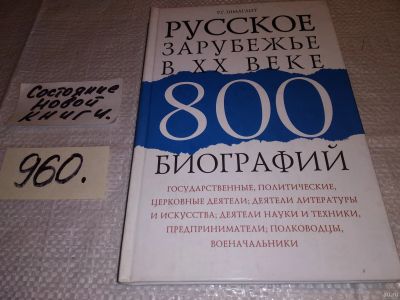 Состояние
новой
книги.
960.
РУССКОЕ
ЗАРУБЕЖЬЕ
В XX ВЕКЕ
800
БИОГРАФИЙ
ГОСУДАРСТВЕННЫЕ, ПОЛИТИЧЕСКИЕ,
ЦЕРКОВНЫЕ ДЕЯТЕЛИ; ДЕЯТЕЛИ ЛИТЕРАТУРЫ
И ИСКУССТВА; ДЕЯТЕЛИ НАУКИ И ТЕХНИКИ,
ПРЕДПРИНИМАТЕЛИ; ПОЛКОВОДЦЫ,
ВОЕНАЧАЛЬНИКИ